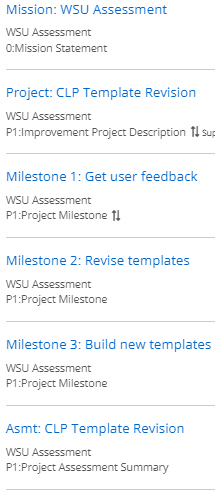 Mission: WSU Assessment
WSU Assessment
0:Mission Statement
Project: CLP Template Revision
WSU Assessment
P1:Improvement Project Description Sup
Milestone 1: Get user feedback
WSU Assessment
P1:Project Milestone
Milestone 2: Revise templates
WSU Assessment
P1:Project Milestone
Milestone 3: Build new templates
WSU Assessment
P1:Project Milestone
Asmt: CLP Template Revision
WSU Assessment
P1:Project Assessment Summary